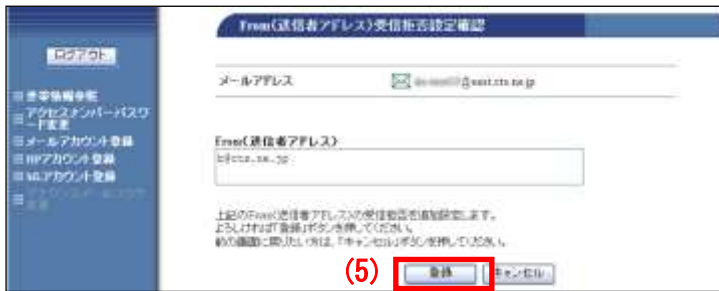 From(送信者アドレス)受信拒否設定確認
ログアウト
メールアドレス
アクセスナンバー・パスワード変更
メールアカウント登録
HPアカウント登録
MLアカウント登録
From(送信者アドレス)
上記のFrom(送信者アドレス)の受信拒否を追加設定します。
よろしければ「登録」ボタンを押してください。
前の画面に戻りたい方は、「キャンセル」ボタンを押してください。
(5)
登録
キャンセル